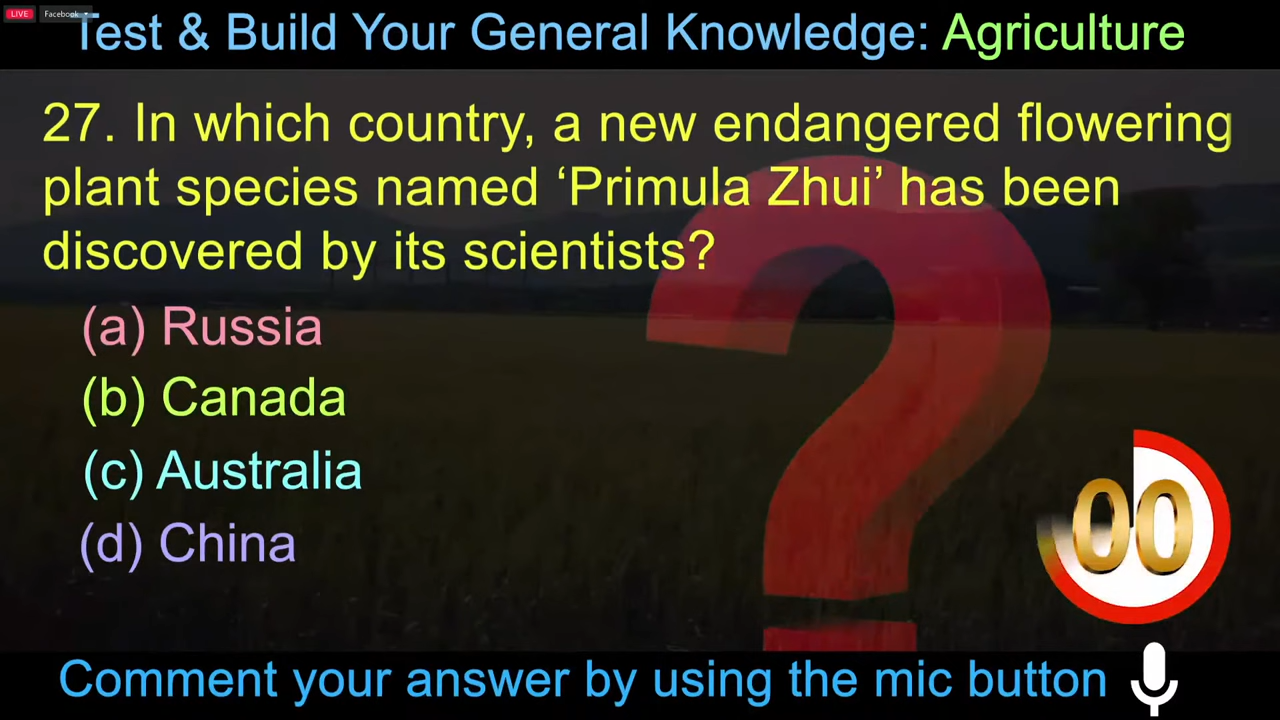 LIVE Facebook
Test & Build Your General Knowledge: Agriculture
27. In which country, a new endangered flowering
plant species named ‘Primula Zhui’ has been
discovered by its scientists?
(a) Russia
(b) Canada
(c) Australia
(d) China
00
Comment your answer by using the mic button